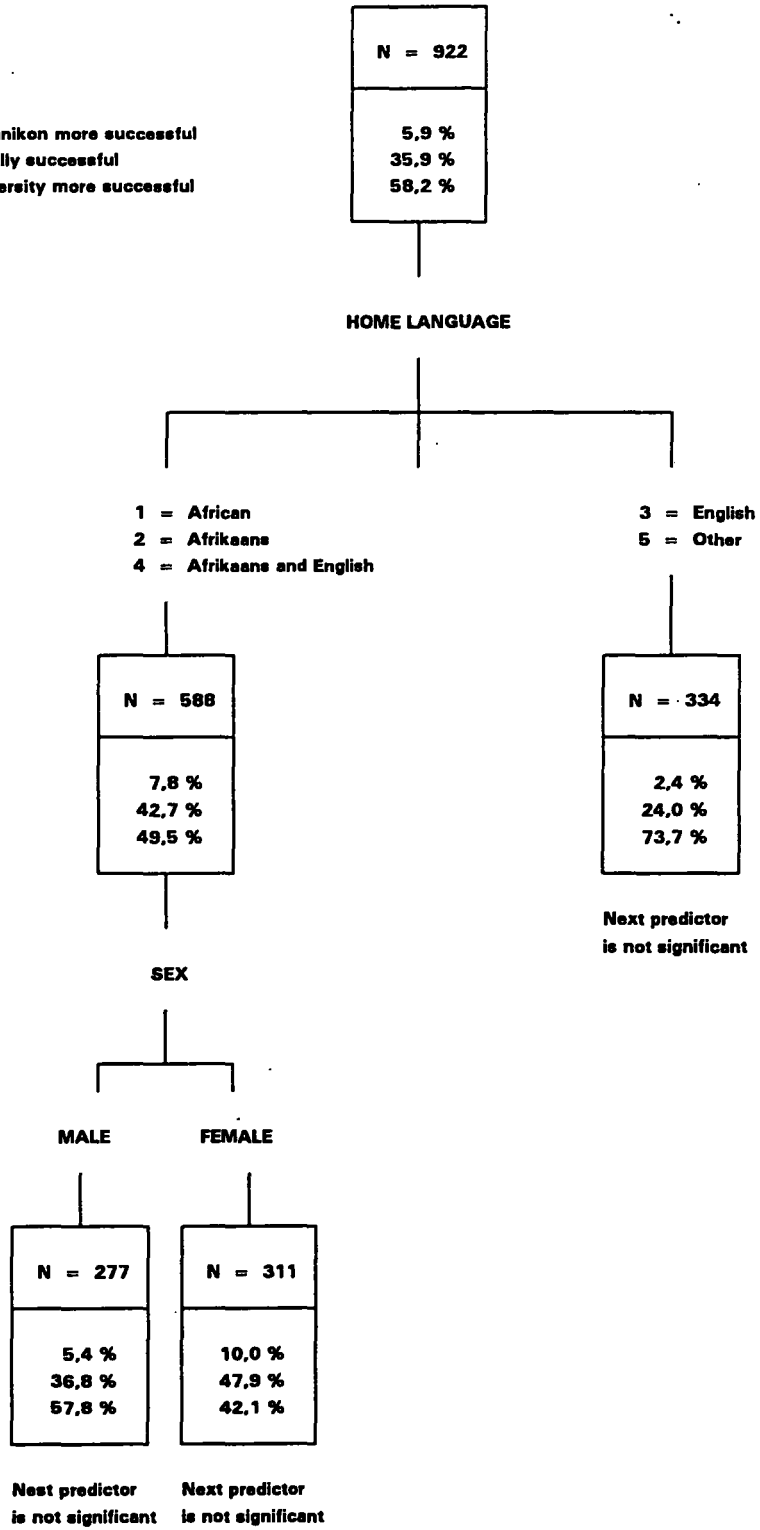 N = 922
nikon more successful
lly successful
ersity more successful
5,9 %
35,9 %
58,2 %
HOME LANGUAGE
1 = African
2 = Afrikaans
4 = Afrikaans and English
3 = English
5 = Other
N = 588
7,8 %
42,7 %
49,5 %
N = 334
2,4 %
24,0 %
73,7 %
Next predictor
is not significant
SEX
MALE
FEMALE
N = 277
5,4 %
36,8 %
57,8 %
N = 311
10,0 %
47,9 %
42,1 %
Nest predictor
is not significant
Next predictor
is not significant